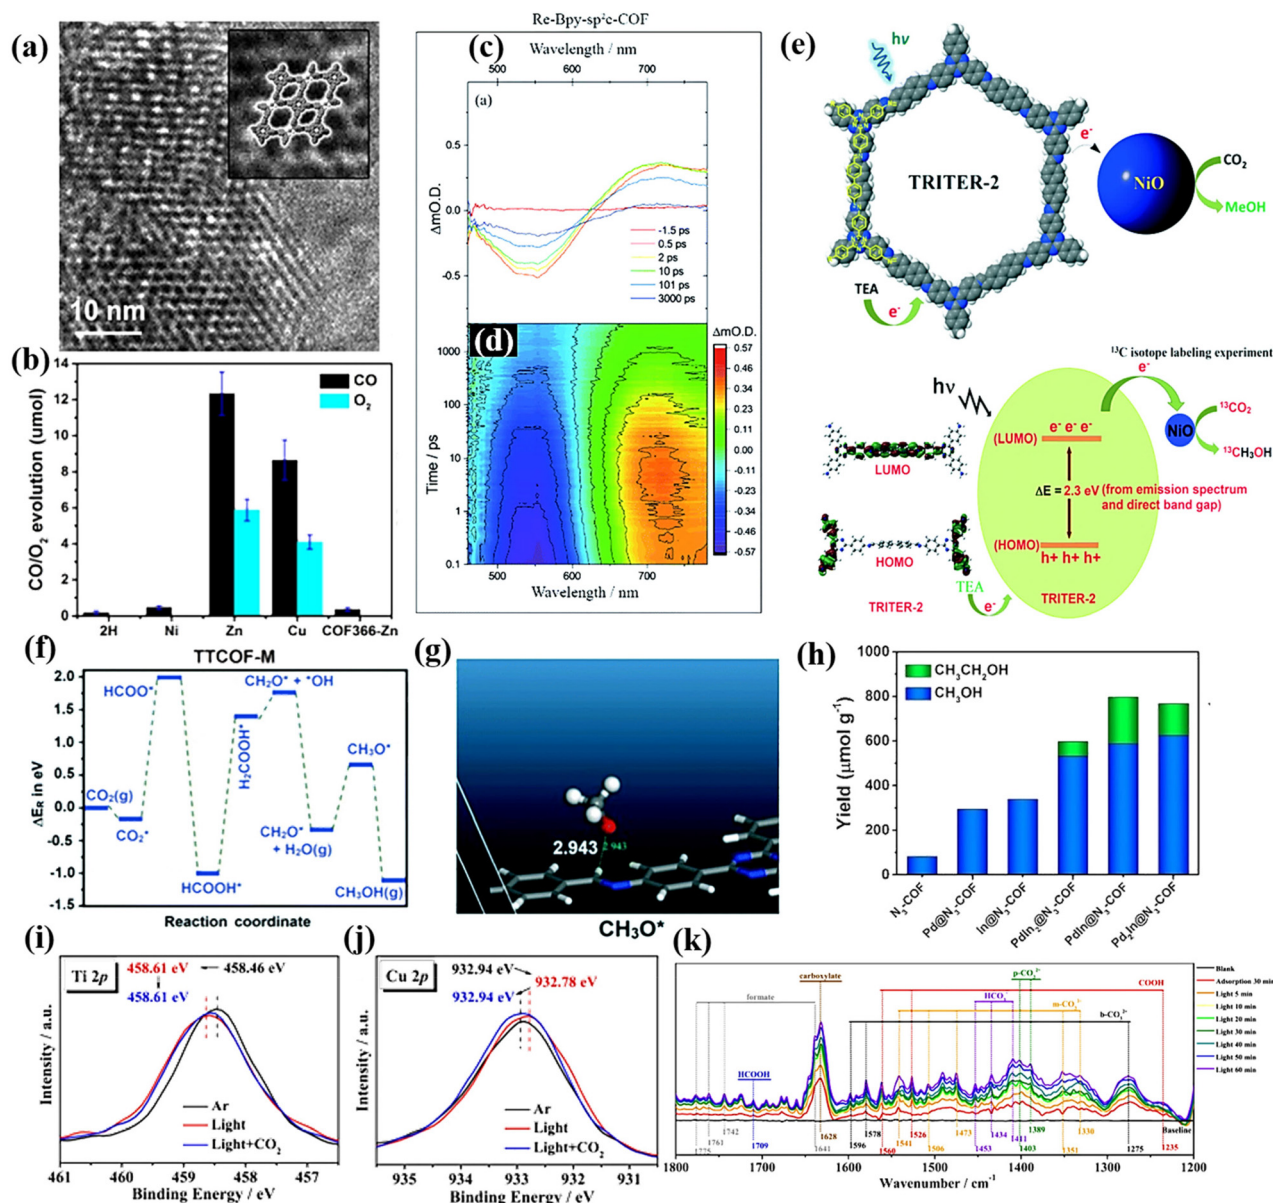 (a)
10 nm
Re-Bpy-sp²c-COF
(c)
Wavelength / nm
500 600 700
(a)
ΔmO.D.
0.5
0.0
-0.5
-1.5 ps
0.5 ps
2 ps
10 ps
101 ps
3000 ps
(d)
ΔmO.D.
0.57
0.46
0.34
0.23
0.11
0.00
-0.11
-0.23
-0.34
-0.46
-0.57
Time / ps
1000
100
10
1
0.1
500 600 700
Wavelength / nm
(e)
hν
TRITER-2
e⁻
NiO
CO₂
MeOH
TEA
e⁻
¹³C isotope labeling experiment
hν
e⁻
(LUMO)
e⁻ e⁻ e⁻
NiO
¹³CO₂
¹³CH₃OH
LUMO
ΔE = 2.3 eV (from emission spectrum
and direct band gap)
HOMO
(HOMO)
h+ h+ h+
TEA
e⁻
TRITER-2
TRITER-2
(b)
CO/O₂ evolution (umol)
14
12
10
8
6
4
2
0
CO
O₂
2H Ni Zn Cu COF366-Zn
TTCOF-M
(f)
ΔE_R in eV
2.0
1.5
1.0
0.5
0.0
-0.5
-1.0
-1.5
CO₂(g)
CO₂*
HCOO*
HCOOH*
H₂COOH*
CH₂O* + *OH
CH₂O*
+ H₂O(g)
CH₃O*
CH₃OH(g)
Reaction coordinate
(g)
2.943
2.943
CH₃O*
(h)
Yield (μmol g⁻¹)
1000
800
600
400
200
0
CH₃CH₂OH
CH₃OH
N₃-COF
Pd@N₃-COF
In@N₃-COF
PdIn₂@N₃-COF
PdIn@N₃-COF
Pd₂In@N₃-COF
(i)
Ti 2p
458.61 eV
458.46 eV
458.61 eV
Intensity / a.u.
Ar
Light
Light+CO₂
461 460 459 458 457
Binding Energy / eV
(j)
Cu 2p
932.94 eV
932.78 eV
932.94 eV
Intensity / a.u.
Ar
Light
Light+CO₂
935 934 933 932 931
Binding Energy / eV
(k)
carboxylate
p-CO₃²⁻
COOH
formate
HCO₃⁻
m-CO₃²⁻
b-CO₃²⁻
HCOOH
Blank
Adsorption 30 min
Light 5 min
Light 10 min
Light 20 min
Light 30 min
Light 40 min
Light 50 min
Light 60 min
Baseline
1775
1761
1742
1709
1641
1628
1596
1578
1560
1541
1526
1506
1473
1453
1434
1411
1403
1389
1351
1330
1275
1235
1800 1700 1600 1500 1400 1300 1200
Wavenumber / cm⁻¹